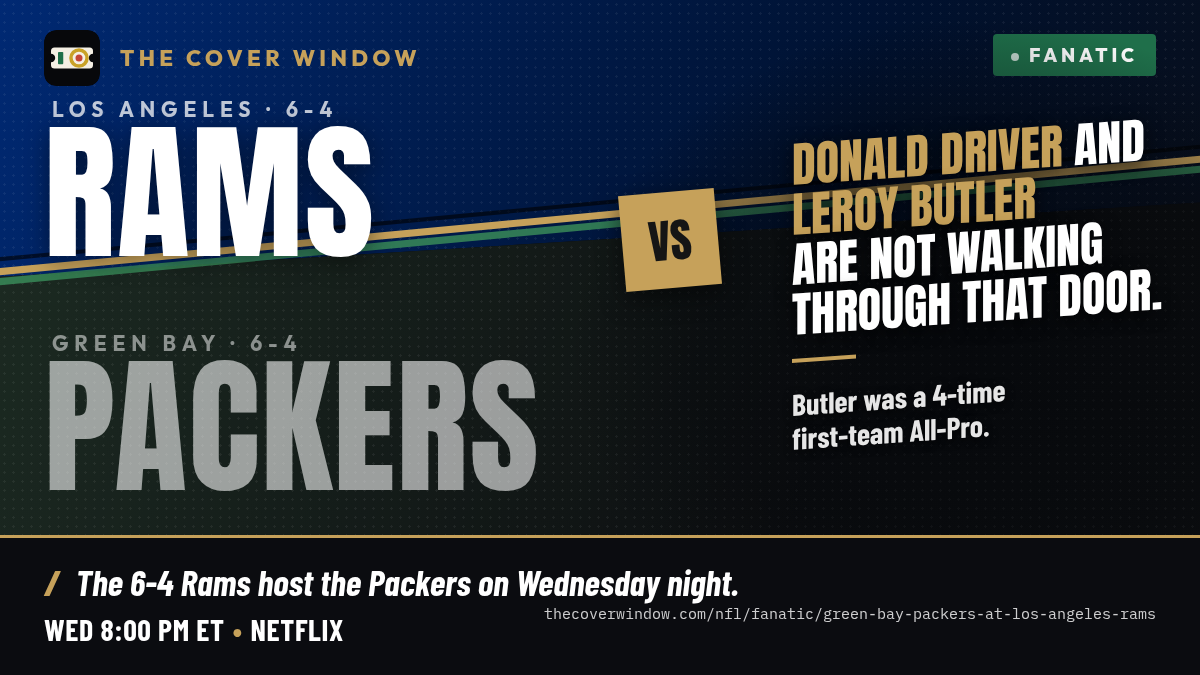 THE COVER WINDOW
FANATIC
LOS ANGELES · 6-4
RAMS
GREEN BAY · 6-4
PACKERS
VS
DONALD DRIVER AND
LEROY BUTLER
ARE NOT WALKING
THROUGH THAT DOOR.
Butler was a 4-time
first-team All-Pro.
/ The 6-4 Rams host the Packers on Wednesday night.
WED 8:00 PM ET • NETFLIX
thecoverwindow.com/nfl/fanatic/green-bay-packers-at-los-angeles-rams